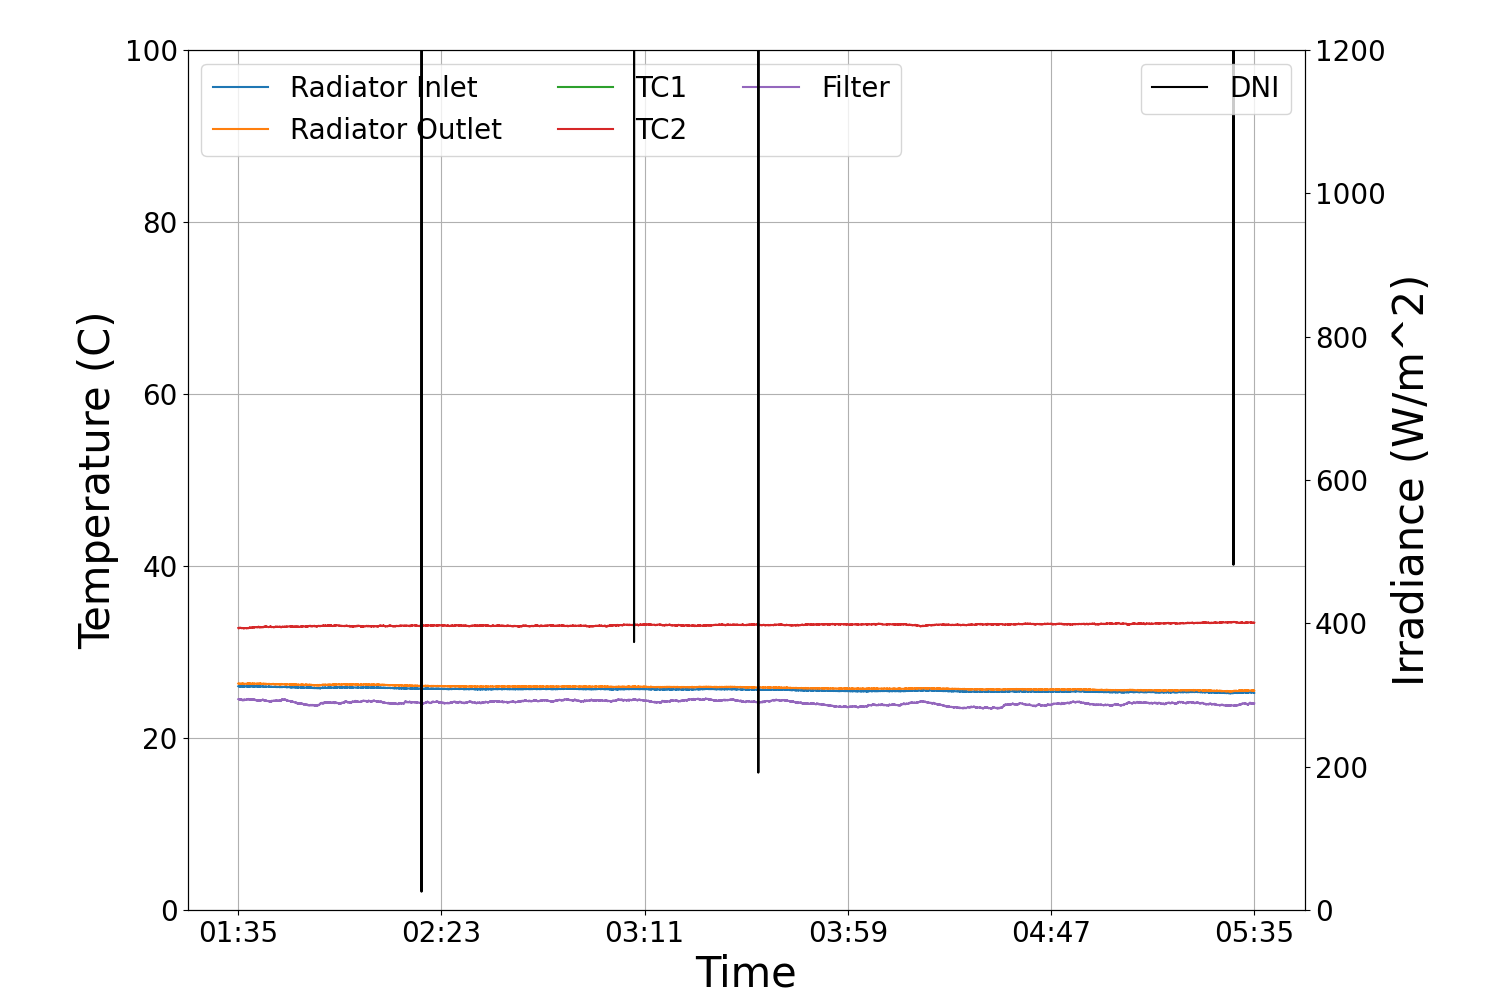 100
80
60
40
20
0
Temperature (C)
Radiator Inlet
Radiator Outlet
TC1
TC2
Filter
DNI
1200
1000
800
600
400
200
0
Irradiance (W/m^2)
01:35 02:23 03:11 03:59 04:47 05:35
Time